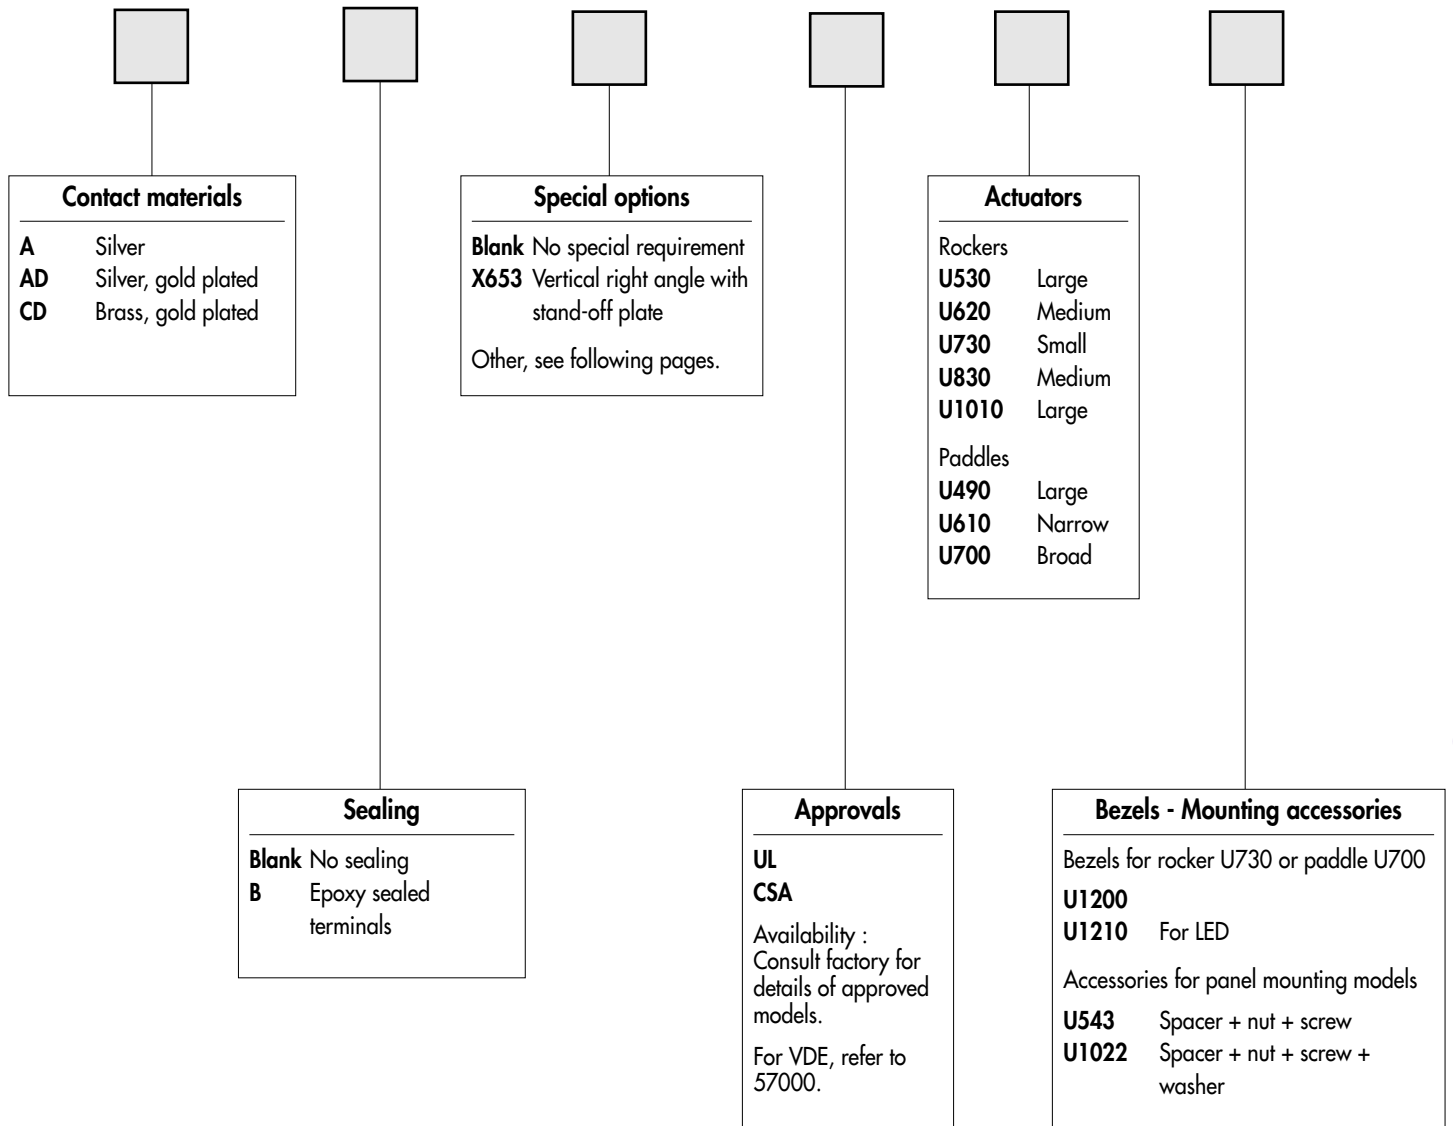 Contact materials
A Silver
AD Silver, gold plated
CD Brass, gold plated
Special options
Blank No special requirement
X653 Vertical right angle with
stand-off plate
Other, see following pages.
Actuators
Rockers
U530 Large
U620 Medium
U730 Small
U830 Medium
U1010 Large
Paddles
U490 Large
U610 Narrow
U700 Broad
Sealing
Blank No sealing
B Epoxy sealed
terminals
Approvals
UL
CSA
Availability :
Consult factory for
details of approved
models.
For VDE, refer to
57000.
Bezels - Mounting accessories
Bezels for rocker U730 or paddle U700
U1200
U1210 For LED
Accessories for panel mounting models
U543 Spacer + nut + screw
U1022 Spacer + nut + screw +
washer